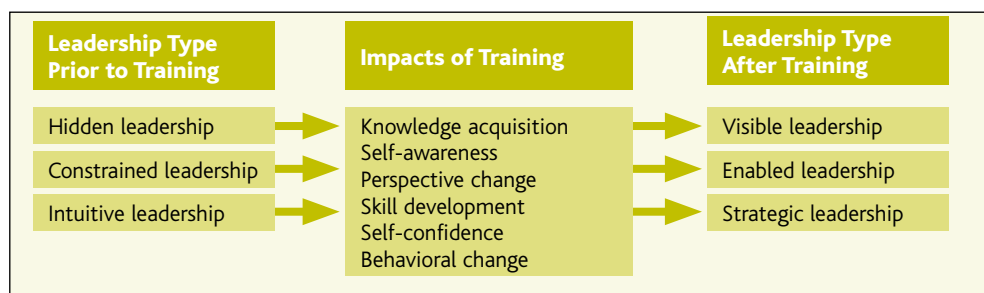 Leadership Type
Prior to Training
Impacts of Training
Leadership Type
After Training
Hidden leadership
Constrained leadership
Intuitive leadership
Knowledge acquisition
Self-awareness
Perspective change
Skill development
Self-confidence
Behavioral change
Visible leadership
Enabled leadership
Strategic leadership